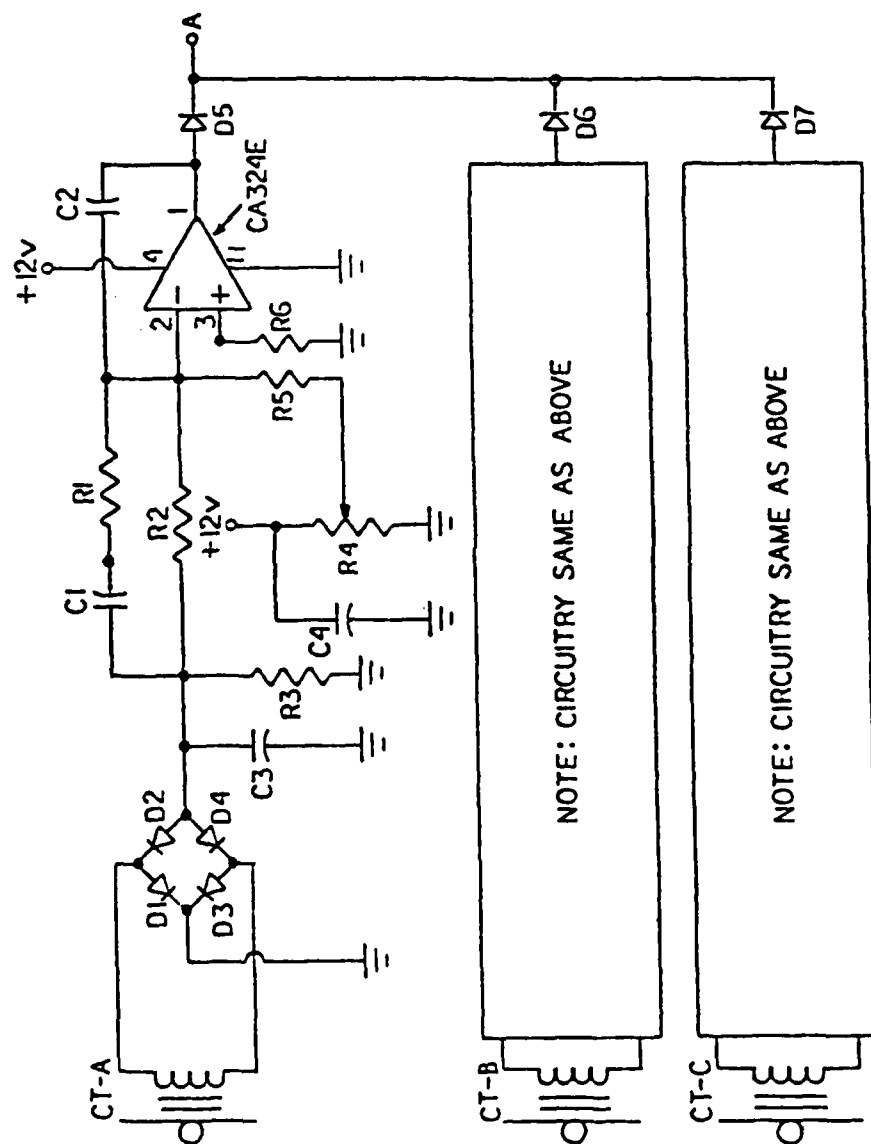 A
D5
C2
1
CA324E
+12v
4
11
2
3
−
+
R6
R5
R1
R2
+12v
R4
C1
C4
R3
C3
D2
D4
D1
D3
CT-A
D6
NOTE: CIRCUITRY SAME AS ABOVE
CT-B
D7
NOTE: CIRCUITRY SAME AS ABOVE
CT-C